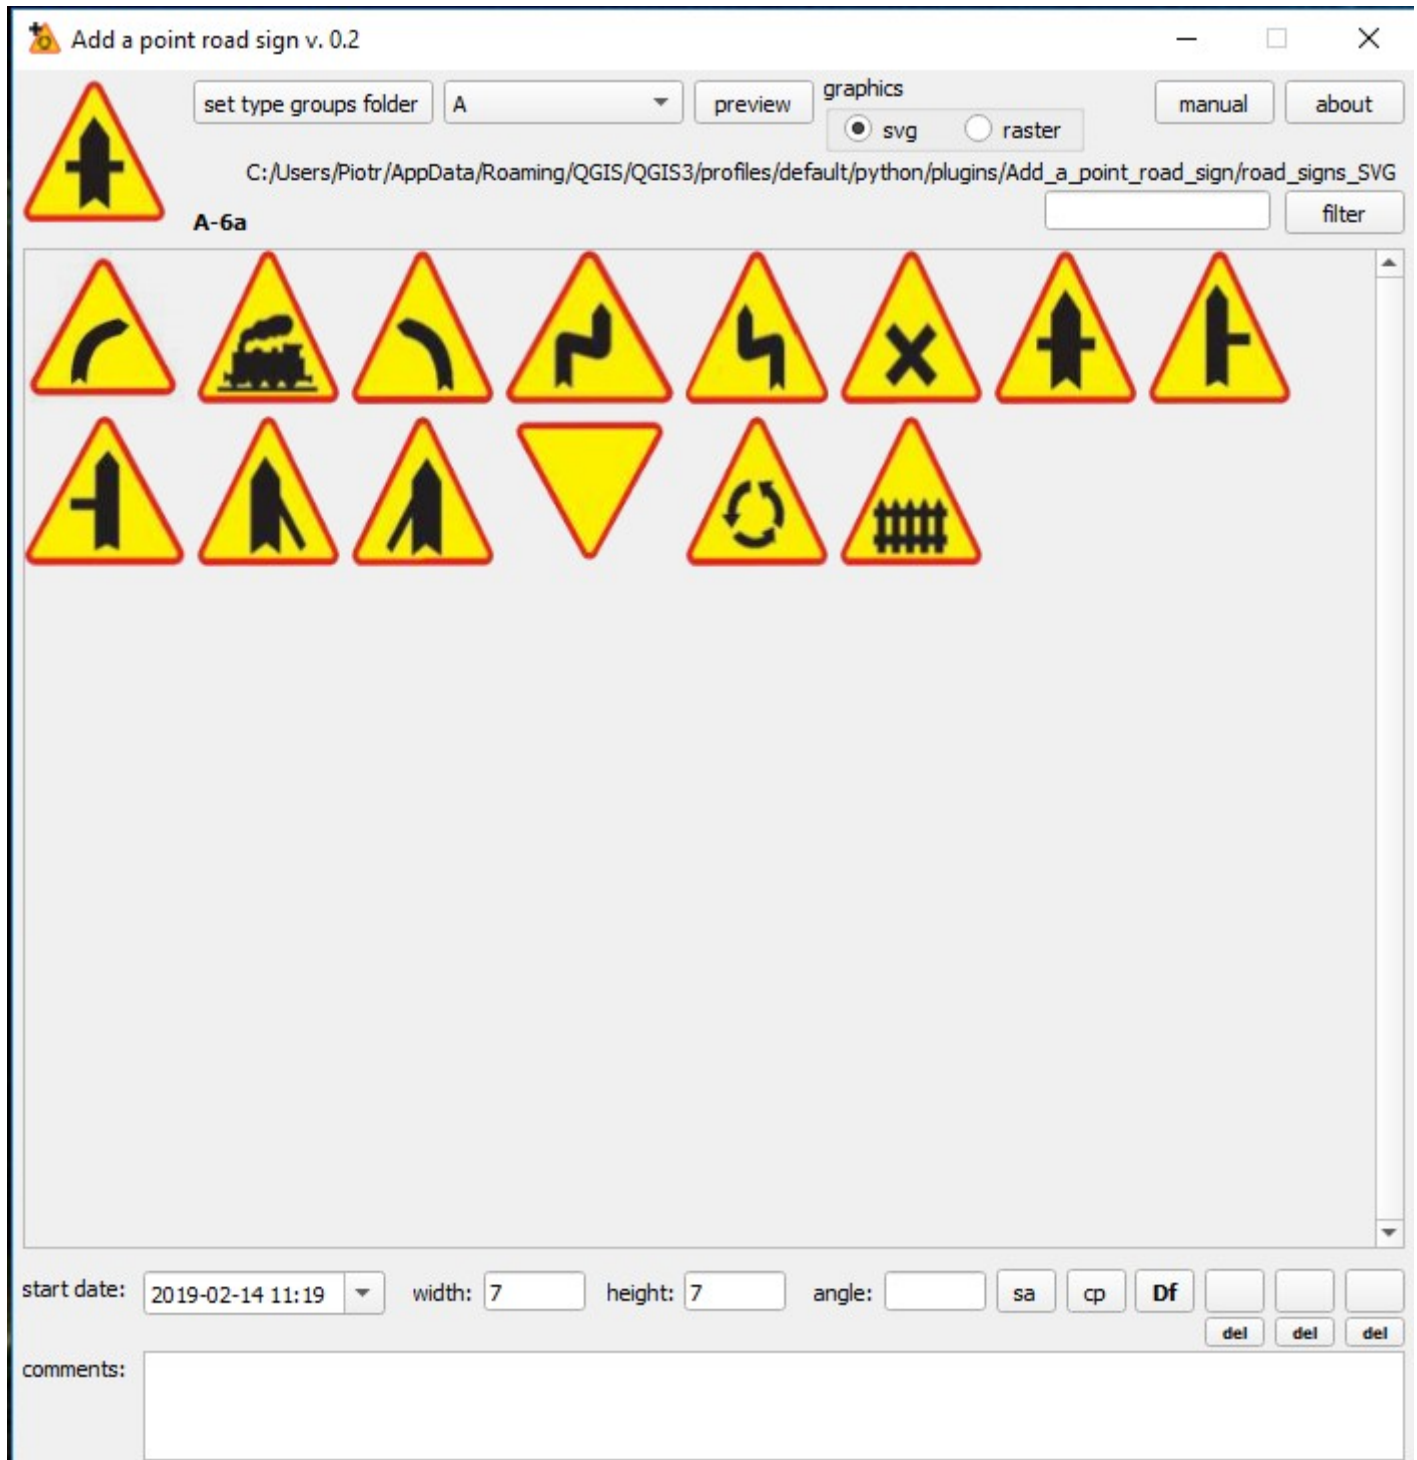 Add a point road sign v. 0.2
set type groups folder A preview graphics svg raster manual about
C:/Users/Piotr/AppData/Roaming/QGIS/QGIS3/profiles/default/python/plugins/Add_a_point_road_sign/road_signs_SVG
A-6a filter
start date: 2019-02-14 11:19 width: 7 height: 7 angle: sa cp Df
del del del
comments: